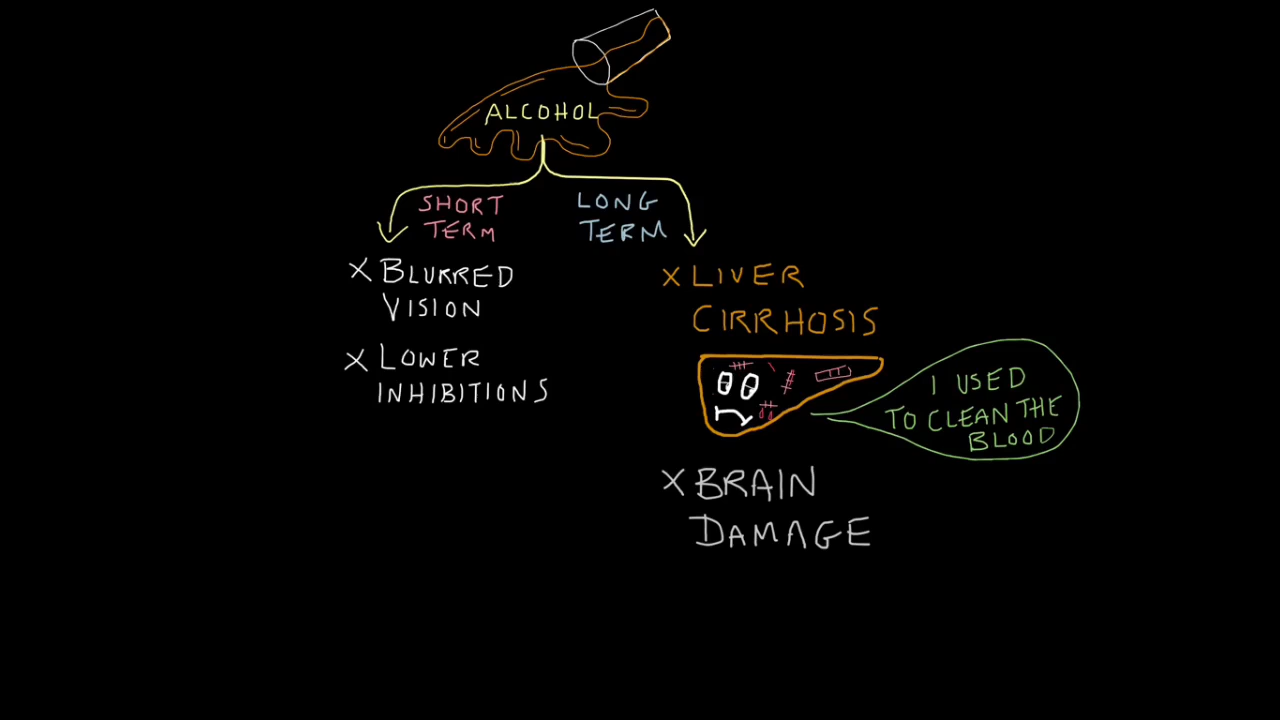 ALCOHOL
SHORT
TERM
LONG
TERM
X BLURRED
VISION
X LOWER
INHIBITIONS
X LIVER
CIRRHOSIS
I USED
TO CLEAN THE
BLOOD
X BRAIN
DAMAGE